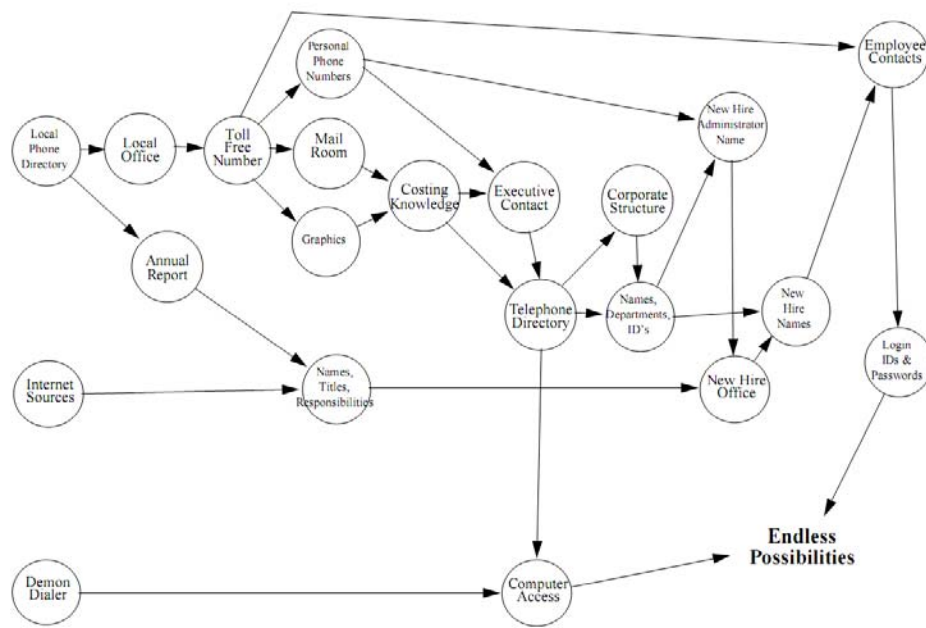 Personal
Phone
Numbers
Employee
Contacts
Local
Phone
Directory
Local
Office
Toll
Free
Number
Mail
Room
New Hire
Administrator
Name
Costing
Knowledge
Executive
Contact
Corporate
Structure
Graphics
Annual
Report
Telephone
Directory
Names,
Departments,
ID's
New
Hire
Names
Login
IDs &
Passwords
Internet
Sources
Names,
Titles,
Responsibilities
New Hire
Office
Endless
Possibilities
Demon
Dialer
Computer
Access